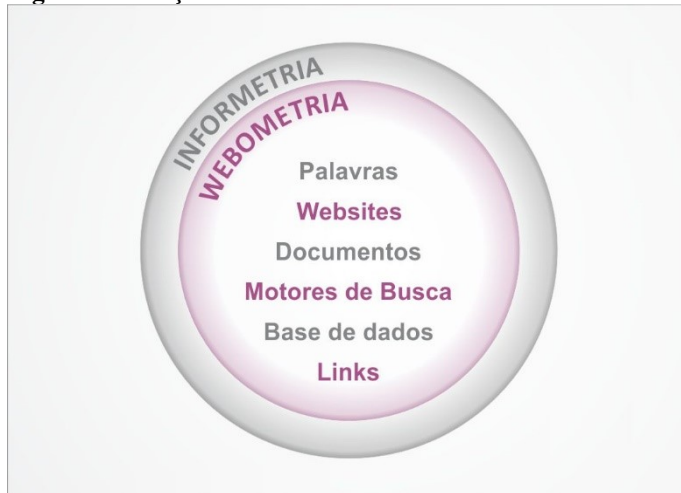 INFORMETRIA
WEBOMETRIA
Palavras
Websites
Documentos
Motores de Busca
Base de dados
Links